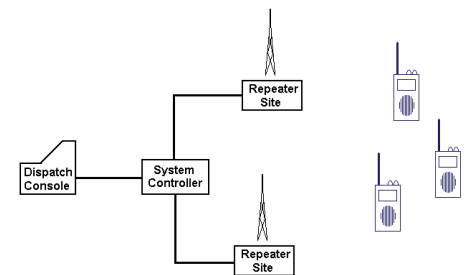 Repeater
Site
Dispatch
Console
System
Controller
Repeater
Site